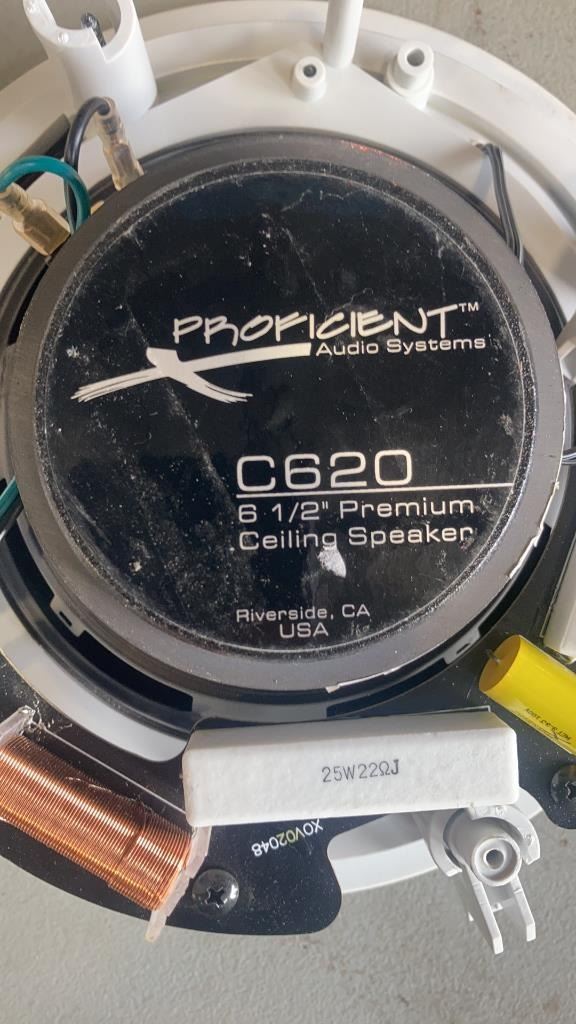 PROFICIENT™
Audio Systems
C620
6 1/2" Premium
Ceiling Speaker
Riverside, CA
USA
25W22ΩJ
XOV02048